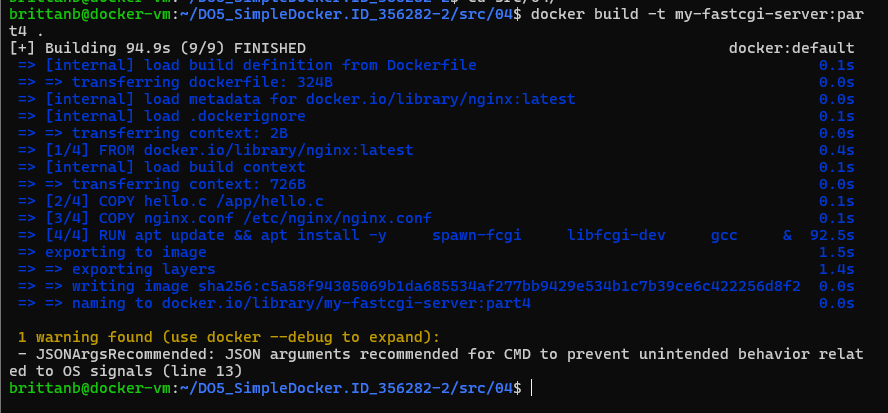 brittanb@docker-vm:~/DO5_SimpleDocker.ID_356282-2/src/04$ docker build -t my-fastcgi-server:par
t4 .
[+] Building 94.9s (9/9) FINISHED docker:default
=> [internal] load build definition from Dockerfile 0.1s
=> => transferring dockerfile: 324B 0.0s
=> [internal] load metadata for docker.io/library/nginx:latest 0.0s
=> [internal] load .dockerignore 0.1s
=> => transferring context: 2B 0.0s
=> [1/4] FROM docker.io/library/nginx:latest 0.4s
=> [internal] load build context 0.1s
=> => transferring context: 726B 0.0s
=> [2/4] COPY hello.c /app/hello.c 0.1s
=> [3/4] COPY nginx.conf /etc/nginx/nginx.conf 0.1s
=> [4/4] RUN apt update && apt install -y spawn-fcgi libfcgi-dev gcc & 92.5s
=> exporting to image 1.5s
=> => exporting layers 1.4s
=> => writing image sha256:c5a58f94305069b1da685534af277bb9429e534b1c7b39ce6c422256d8f2 0.0s
=> => naming to docker.io/library/my-fastcgi-server:part4 0.0s
1 warning found (use docker --debug to expand):
- JSONArgsRecommended: JSON arguments recommended for CMD to prevent unintended behavior relat
ed to OS signals (line 13)
brittanb@docker-vm:~/DO5_SimpleDocker.ID_356282-2/src/04$